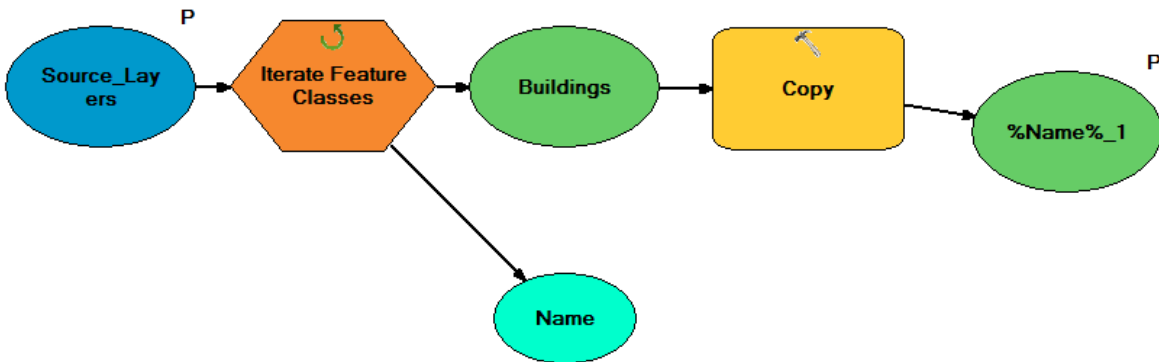 P
Source_Lay
ers
Iterate Feature
Classes
Buildings
Copy
P
%Name%_1
Name